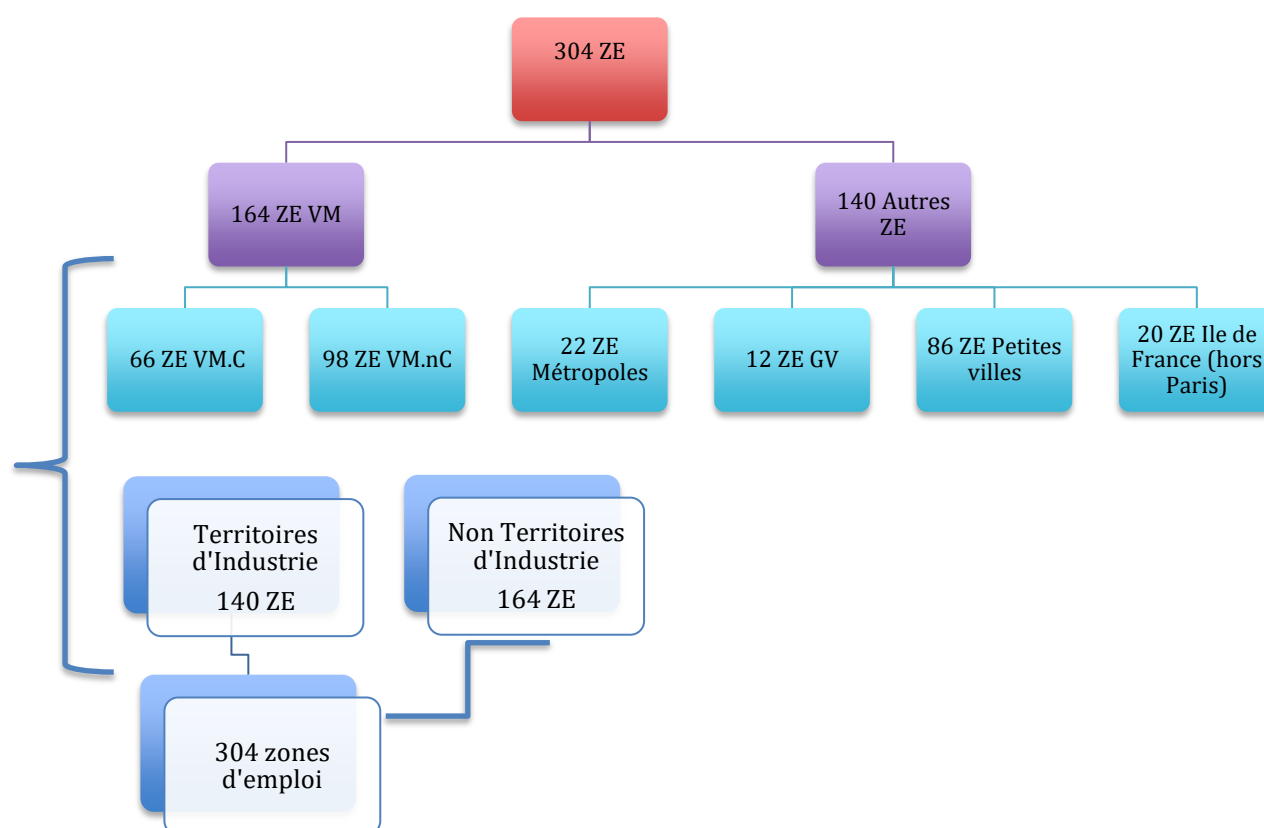 304 ZE
164 ZE VM
140 Autres
ZE
66 ZE VM.C
98 ZE VM.nC
22 ZE
Métropoles
12 ZE GV
86 ZE Petites
villes
20 ZE Ile de
France (hors
Paris)
Territoires
d'Industrie
140 ZE
Non Territoires
d'Industrie
164 ZE
304 zones
d'emploi